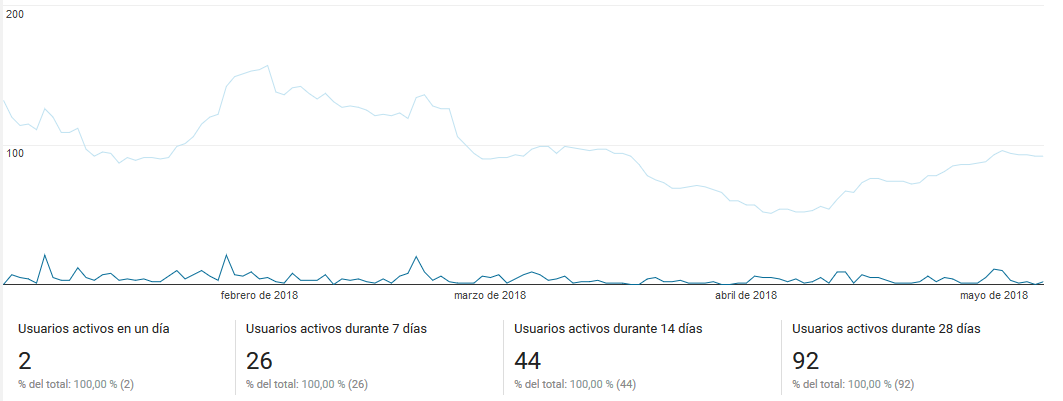 200
100
febrero de 2018
marzo de 2018
abril de 2018
mayo de 2018
Usuarios activos en un día
2
% del total: 100,00 % (2)
Usuarios activos durante 7 días
26
% del total: 100,00 % (26)
Usuarios activos durante 14 días
44
% del total: 100,00 % (44)
Usuarios activos durante 28 días
92
% del total: 100,00 % (92)